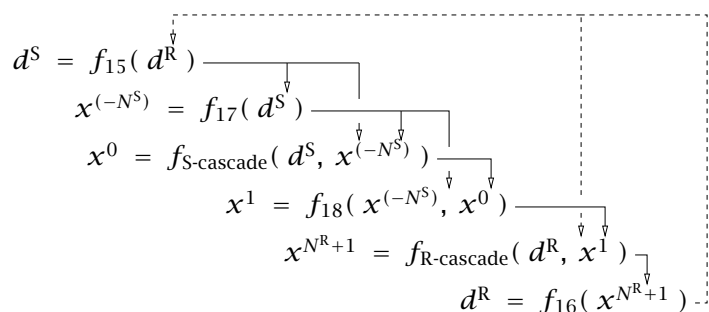 d^S = f_15( d^R )
x^(-N^S) = f_17( d^S )
x^0 = f_S-cascade( d^S, x^(-N^S) )
x^1 = f_18( x^(-N^S), x^0 )
x^{N^R+1} = f_R-cascade( d^R, x^1 )
d^R = f_16( x^{N^R+1} )